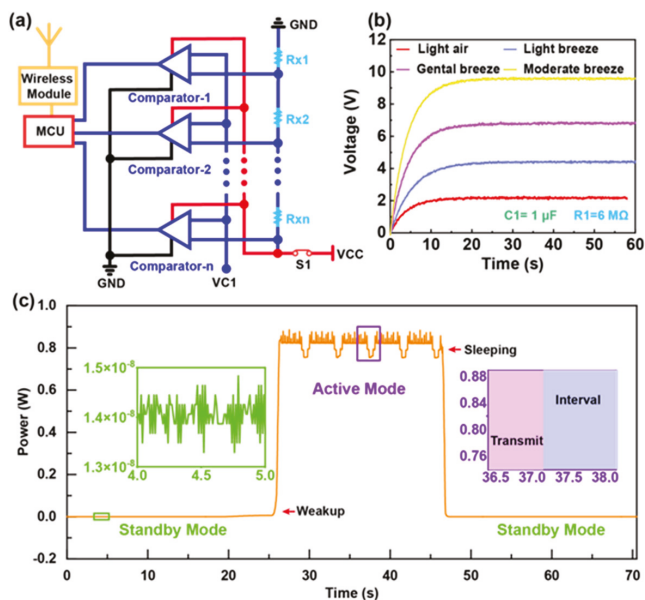 (a)
GND
Rx1
Wireless
Module
Comparator-1
Rx2
MCU
Comparator-2
Rxn
Comparator-n
S1
VCC
GND
VC1
(b)
12
10
8
6
4
2
0
Voltage (V)
Light air
Light breeze
Gental breeze
Moderate breeze
C1= 1 μF
R1=6 MΩ
0 10 20 30 40 50 60
Time (s)
(c)
1.0
0.8
0.6
0.4
0.2
0.0
-0.2
Power (W)
1.5×10⁻⁸
1.4×10⁻⁸
1.3×10⁻⁸
4.0 4.5 5.0
Sleeping
Active Mode
0.88
0.84
0.80
0.76
Interval
Transmit
36.5 37.0 37.5 38.0
Weakup
Standby Mode
Standby Mode
0 10 20 30 40 50 60 70
Time (s)